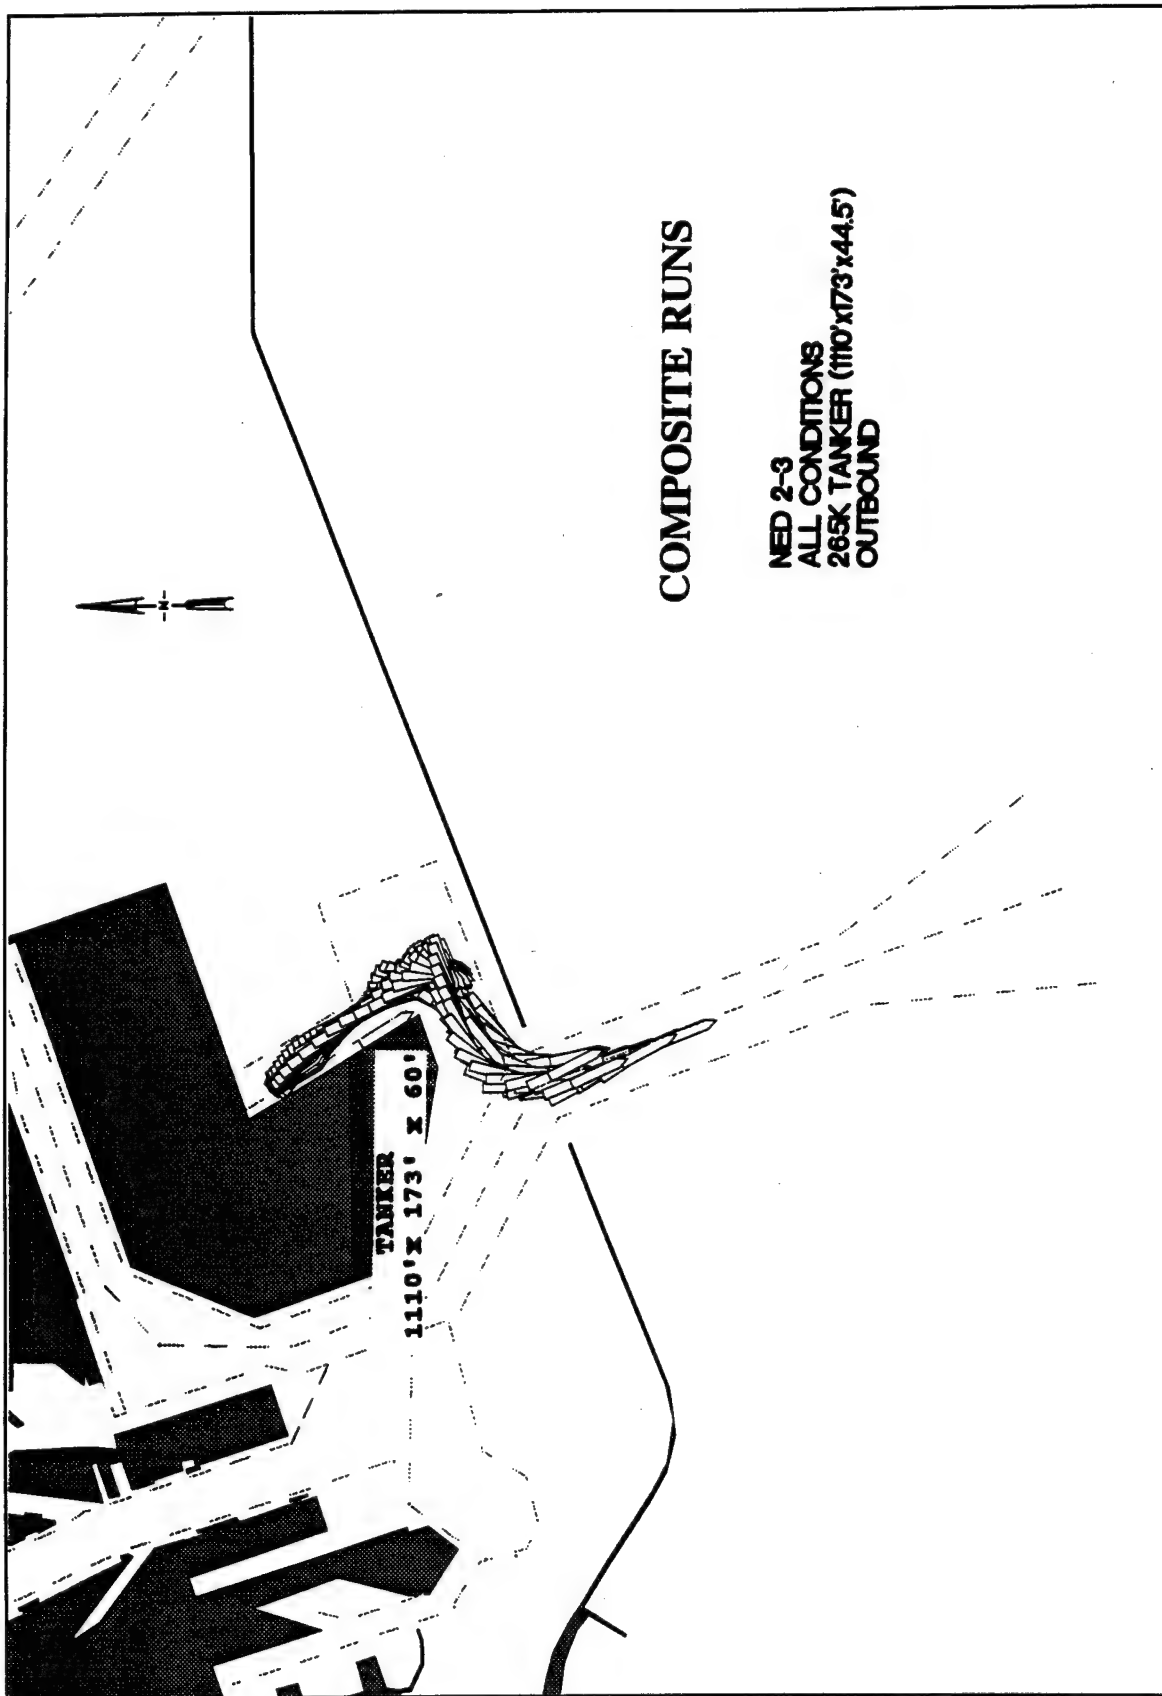 COMPOSITE RUNS
NED 2-3
ALL CONDITIONS
265K TANKER (1110'x173'x44.5')
OUTBOUND
TANKER
1110'X 173' X 60'
N